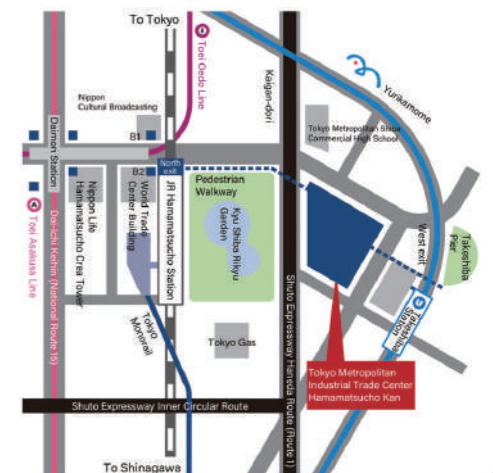 To Tokyo
Toei Oedo Line
Kaigan-dori
Yurikamome
Nippon
Cultural Broadcasting
Tokyo Metropolitan Shiba
Commercial High School
B1
Daimon Station
North
exit
B2
Pedestrian
Walkway
Nippon Life
Hamamatsucho Crea Tower
World Trade
Center Building
JR Hamamatsucho Station
Kyu Shiba Rikyu
Garden
West exit
Takeshiba
Pier
Toei Asakusa Line
Dai-ichi Keihin (National Route 15)
Takeshiba
Station
Tokyo
Monorail
Tokyo Gas
Shuto Expressway Haneda Route (Route 1)
Tokyo Metropolitan
Industrial Trade Center
Hamamatsucho Kan
Shuto Expressway Inner Circular Route
To Shinagawa